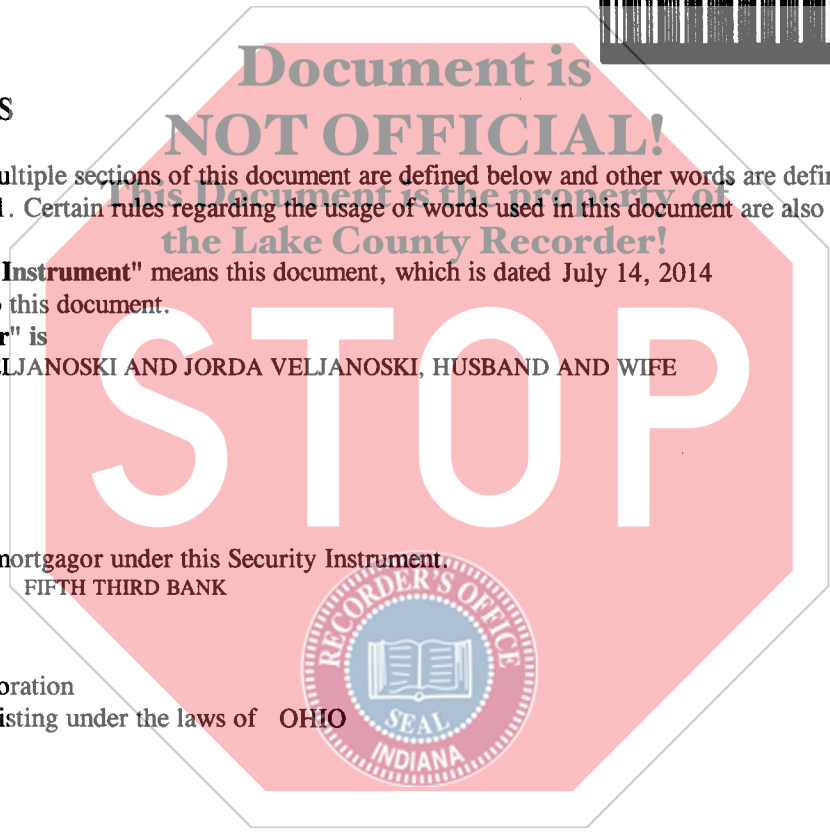 Document is
S
NOT OFFICIAL!
ultiple sections of this document are defined below and other words are defin
This Document is the property of
. Certain rules regarding the usage of words used in this document are also
the Lake County Recorder!
Instrument" means this document, which is dated July 14, 2014
this document.
r" is
LJANOSKI AND JORDA VELJANOSKI, HUSBAND AND WIFE
STOP
mortgagor under this Security Instrument.
FIFTH THIRD BANK
RECORDER'S OFFICE
oration
isting under the laws of OHIO
SEAL
INDIANA